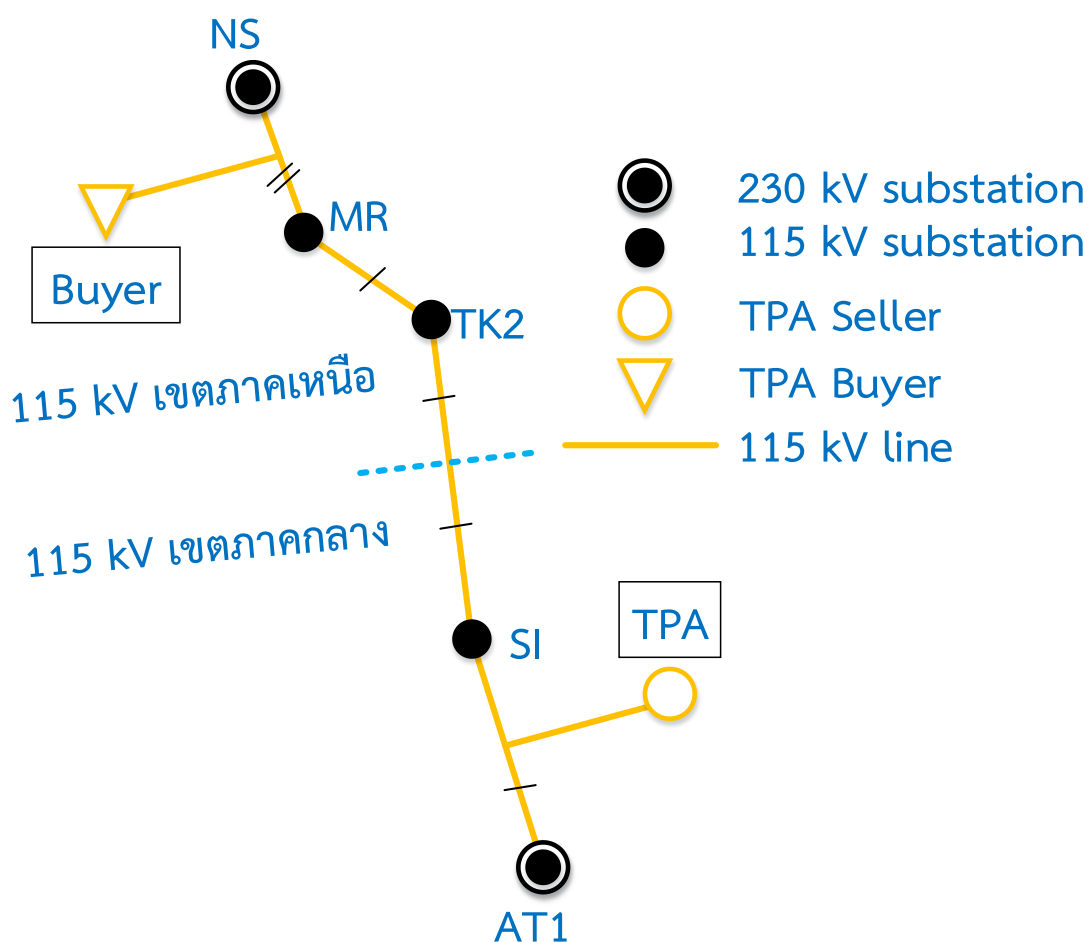 NS
230 kV substation
MR
115 kV substation
Buyer
TPA Seller
TK2
TPA Buyer
115 kV เขตภาคเหนือ
115 kV line
115 kV เขตภาคกลาง
TPA
SI
AT1